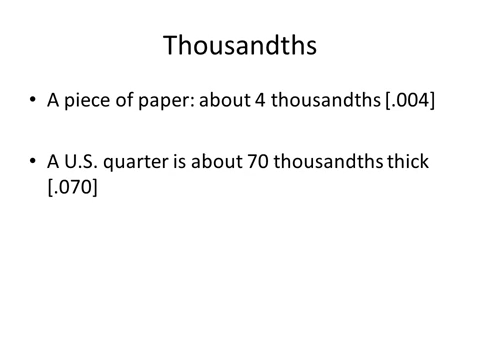 Thousandths
• A piece of paper: about 4 thousandths [.004]
• A U.S. quarter is about 70 thousandths thick
[.070]